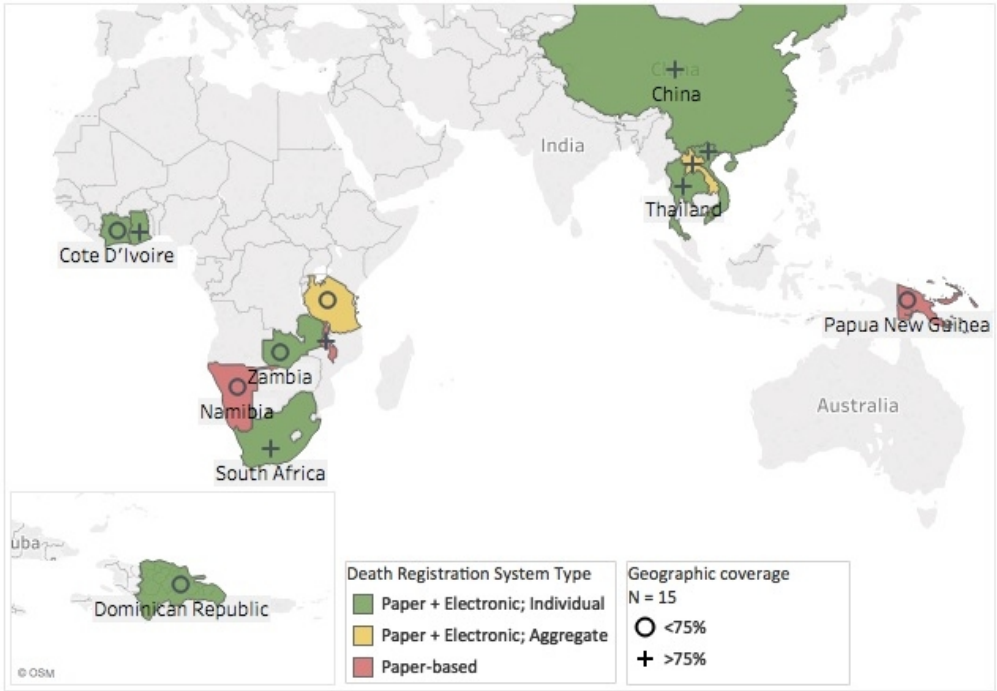 China
China
India
Thailand
Cote D'Ivoire
Papua New Guinea
Zambia
Namibia
Australia
South Africa
uba
Dominican Republic
© OSM
Death Registration System Type
Paper + Electronic; Individual
Paper + Electronic; Aggregate
Paper-based
Geographic coverage
N = 15
<75%
>75%